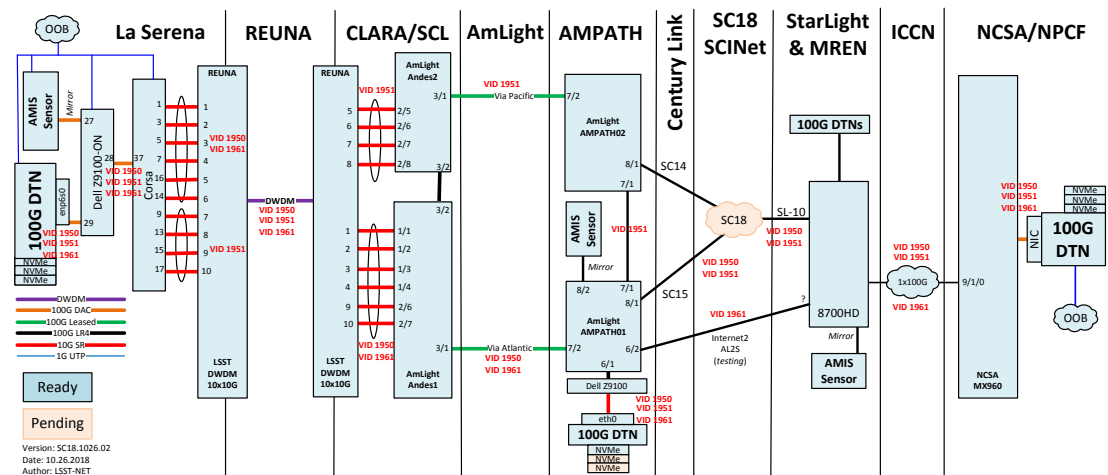 La Serena
REUNA
CLARA/SCL
AmLight
AMPATH
Century Link
SC18
SCINet
StarLight
& MREN
ICCN
NCSA/NPCF
OOB
AMIS
Sensor
Mirror
27
Dell Z9100-ON
28
29
37
Corsa
VID 1950
VID 1951
VID 1961
100G DTN
enp6s0
VID 1950
VID 1951
VID 1961
NVMe
NVMe
NVMe
1
3
5
7
16
14
9
13
15
17
REUNA
1
2
3
4
5
6
7
8
9
10
VID 1950
VID 1961
VID 1951
LSST
DWDM
10x10G
DWDM
VID 1950
VID 1951
VID 1961
REUNA
5
6
7
8
1
2
3
4
9
10
LSST
DWDM
10x10G
VID 1951
VID 1950
VID 1961
AmLight
Andes2
3/1
2/5
2/6
2/7
2/8
3/2
3/2
1/1
1/2
1/3
1/4
2/6
2/7
3/1
AmLight
Andes1
VID 1951
Via Pacific
Via Atlantic
VID 1950
VID 1961
7/2
AmLight
AMPATH02
8/1
7/1
VID 1951
AMIS
Sensor
Mirror
8/2
7/1
8/1
AmLight
AMPATH01
7/2
6/2
6/1
Dell Z9100
VID 1950
VID 1951
VID 1961
eth0
100G DTN
NVMe
NVMe
NVMe
SC14
SC15
SC18
VID 1950
VID 1951
SL-10
VID 1950
VID 1951
VID 1961
Internet2
AL2S
(testing)
100G DTNs
?
8700HD
Mirror
AMIS
Sensor
VID 1950
VID 1951
1x100G
VID 1961
9/1/0
NCSA
MX960
VID 1950
VID 1951
VID 1961
NVMe
NVMe
NVMe
NIC
100G
DTN
OOB
DWDM
100G DAC
100G Leased
100G LR4
10G SR
1G UTP
Ready
Pending
Version: SC18.1026.02
Date: 10.26.2018
Author: LSST-NET